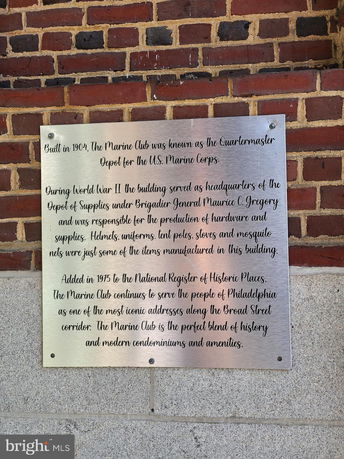 Built in 1904, The Marine Club was known as the Quartermaster
Depot for the U.S. Marine Corps.
During World War II the building served as headquarters of the
Depot of Supplies under Brigadier General Maurice C. Gregory
and was responsible for the production of hardware and
supplies. Helmets, uniforms, tent poles, stoves and mosquito
nets were just some of the items manufactured in this building.
Added in 1975 to the National Register of Historic Places,
The Marine Club continues to serve the people of Philadelphia
as one of the most iconic addresses along the Broad Street
corridor. The Marine Club is the perfect blend of history
and modern condominiums and amenities.
bright MLS